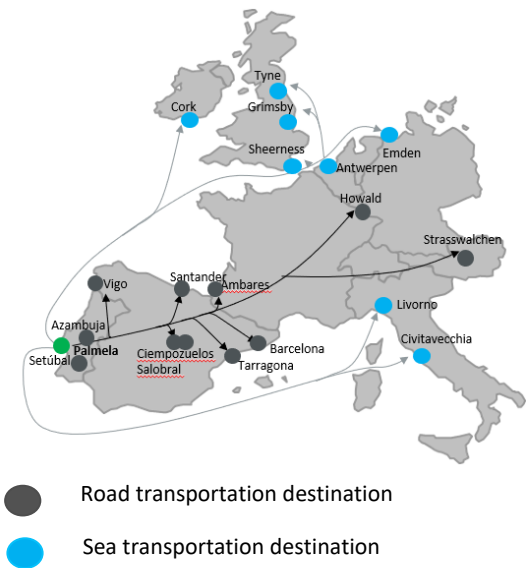 Tyne
Cork
Grimsby
Sheerness
Emden
Antwerpen
Howald
Strasswalchen
Santander
Vigo
Ambares
Livorno
Azambuja
Civitavecchia
Palmela
Setúbal
Ciempozuelos
Barcelona
Salobral
Tarragona
Road transportation destination
Sea transportation destination